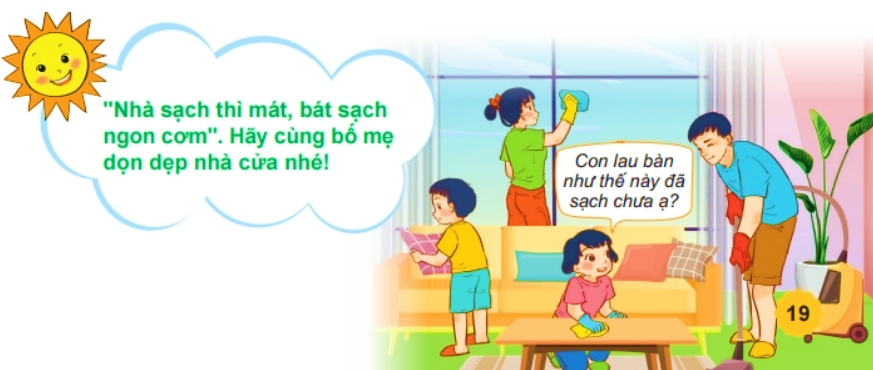 "Nhà sạch thì mát, bát sạch
ngon cơm". Hãy cùng bố mẹ
dọn dẹp nhà cửa nhé!
Con lau bàn
như thế này đã
sạch chưa ạ?
19